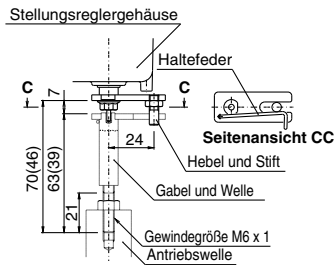 Stellungsreglergehäuse
Haltefeder
C
C
7
24
Seitenansicht CC
Hebel und Stift
70(46)
63(39)
21
Gabel und Welle
Gewindegröße M6 x 1
Antriebswelle